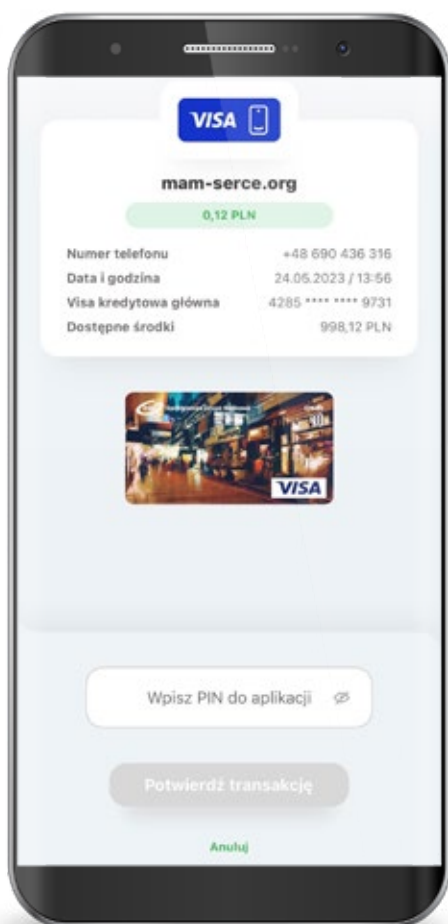 VISA
mam-serce.org
0,12 PLN
Numer telefonu +48 690 436 316
Data i godzina 24.05.2023 / 13:56
Visa kredytowa główna 4285 **** **** 9731
Dostępne środki 998,12 PLN
VISA
Wpisz PIN do aplikacji
Potwierdź transakcję
Anuluj